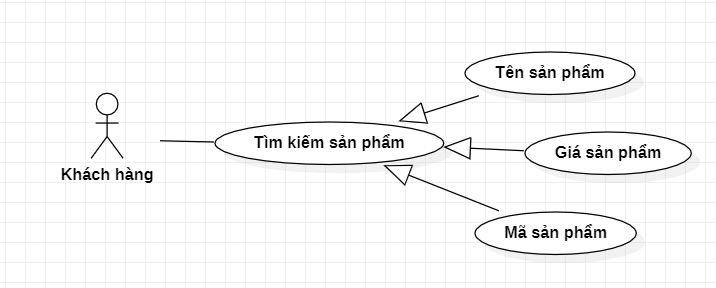 Tên sản phẩm
Tìm kiếm sản phẩm
Giá sản phẩm
Khách hàng
Mã sản phẩm